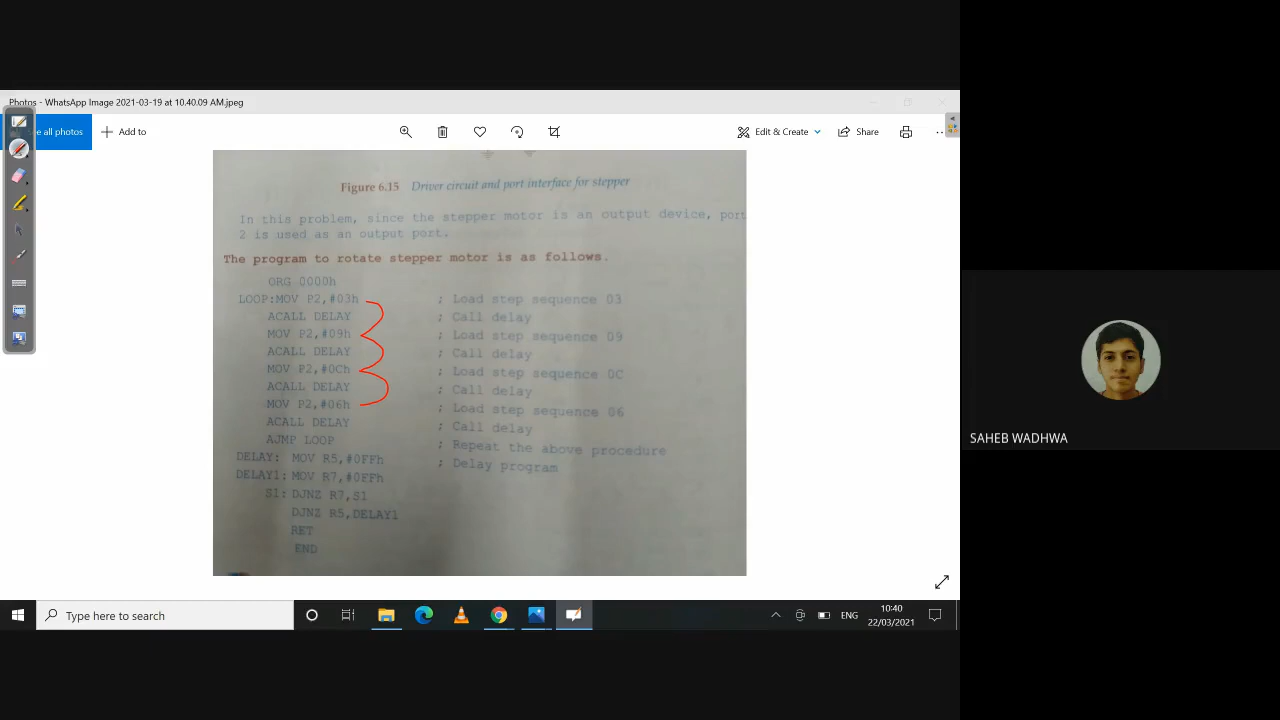 Photos - WhatsApp Image 2021-03-19 at 10.40.09 AM.jpeg
ee all photos
Add to
Edit & Create
Share
Figure 6.15 Driver circuit and port interface for stepper
In this problem, since the stepper motor is an output device, port
2 is used as an output port.
The program to rotate stepper motor is as follows.
ORG 0000h
LOOP:MOV P2,#03h ; Load step sequence 03
ACALL DELAY ; Call delay
MOV P2,#09h ; Load step sequence 09
ACALL DELAY ; Call delay
MOV P2,#0Ch ; Load step sequence 0C
ACALL DELAY ; Call delay
MOV P2,#06h ; Load step sequence 06
ACALL DELAY ; Call delay
AJMP LOOP ; Repeat the above procedure
DELAY: MOV R5,#0FFh ; Delay program
DELAY1: MOV R7,#0FFh
S1: DJNZ R7,S1
DJNZ R5,DELAY1
RET
END
SAHEB WADHWA
Type here to search
ENG
10:40
22/03/2021